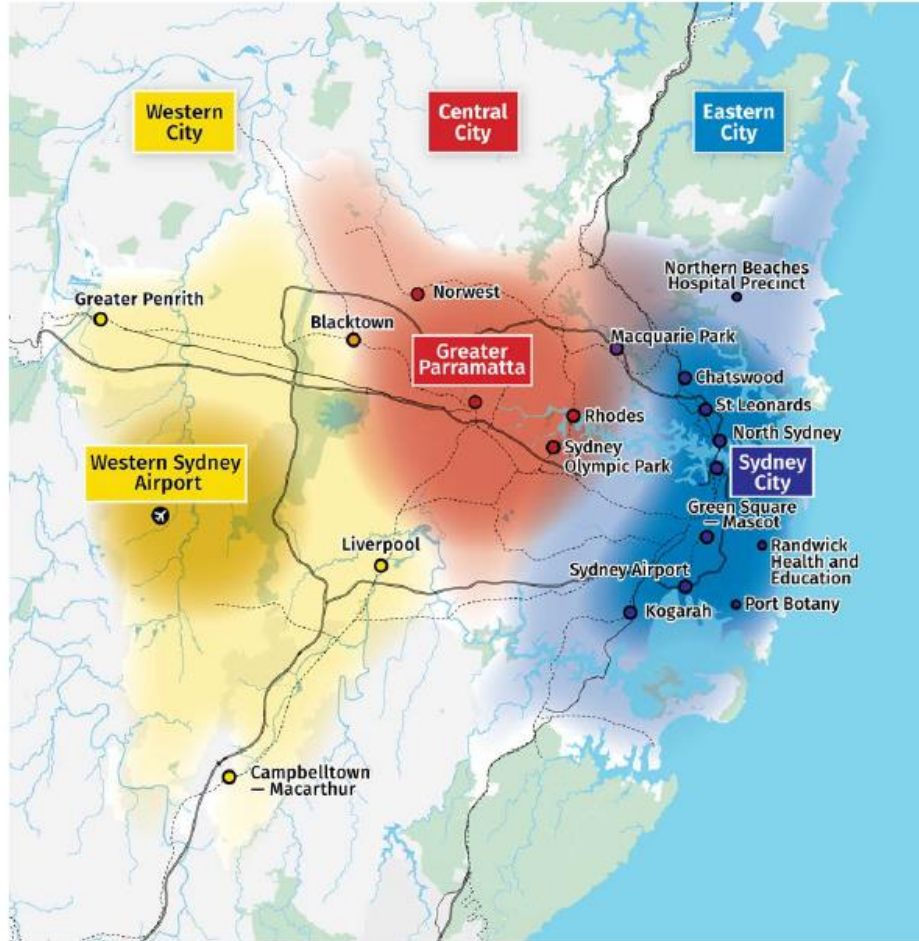 Western
City
Central
City
Eastern
City
Northern Beaches
Hospital Precinct
Greater Penrith
Norwest
Blacktown
Macquarie Park
Greater
Parramatta
Chatswood
St Leonards
Rhodes
North Sydney
Sydney
Olympic Park
Western Sydney
Airport
Sydney
City
Green Square
— Mascot
Liverpool
Randwick
Health and
Education
Sydney Airport
Port Botany
Kogarah
Campbelltown
— Macarthur